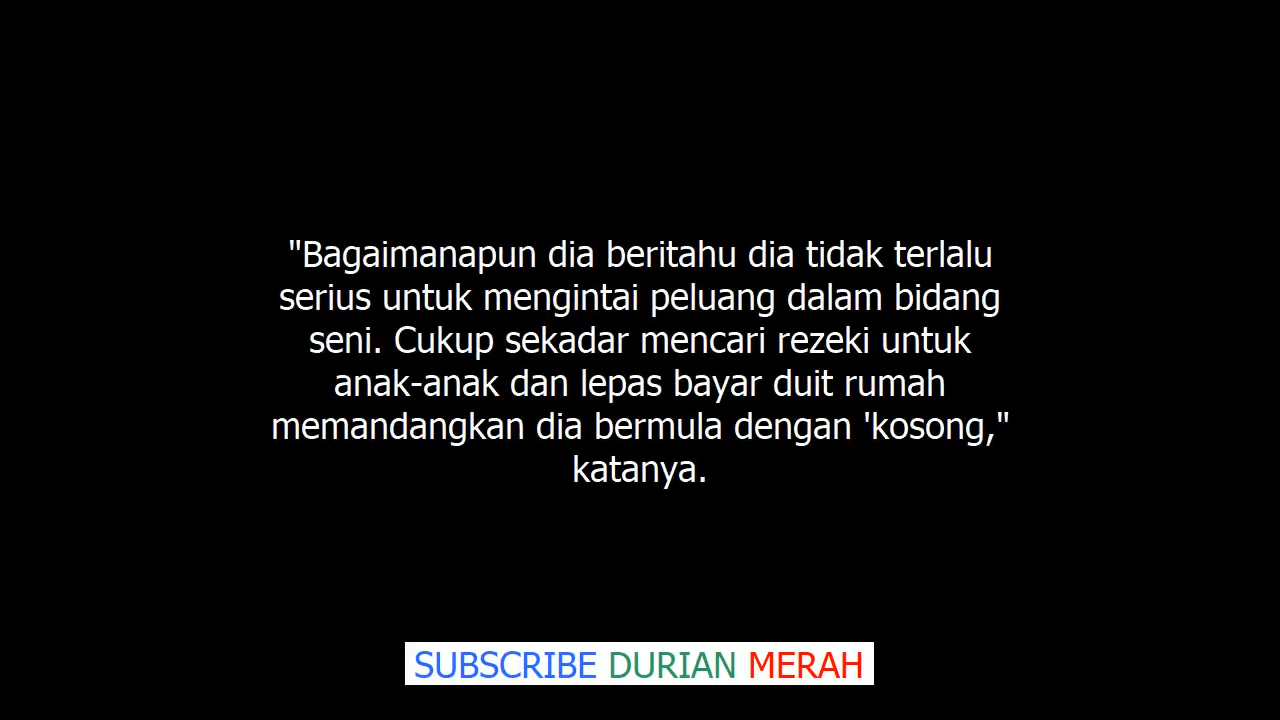 "Bagaimanapun dia beritahu dia tidak terlalu
serius untuk mengintai peluang dalam bidang
seni. Cukup sekadar mencari rezeki untuk
anak-anak dan lepas bayar duit rumah
memandangkan dia bermula dengan 'kosong,"
katanya.
SUBSCRIBE DURIAN MERAH